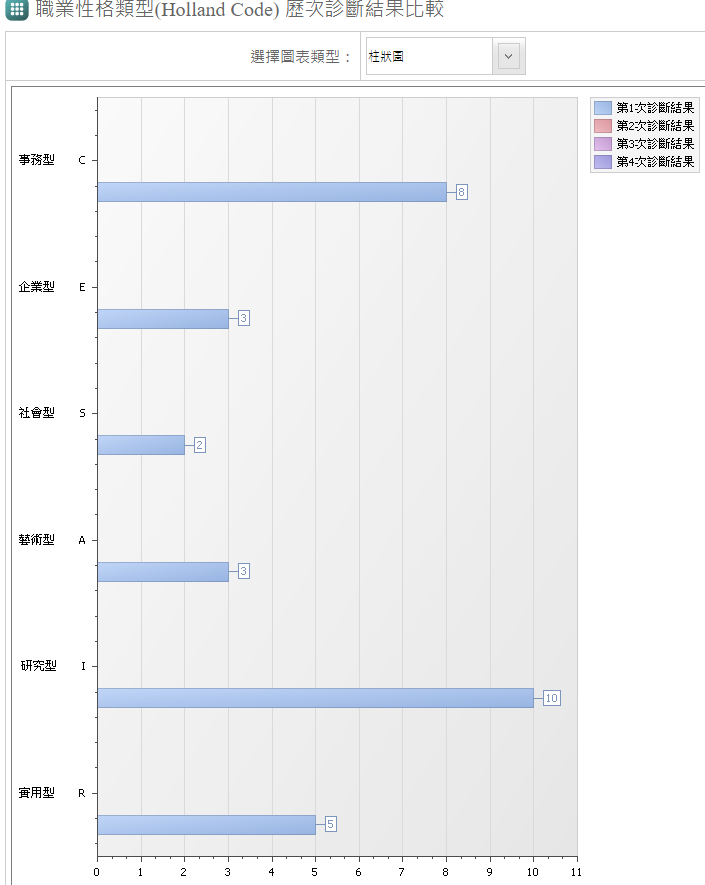 職業性格類型(Holland Code) 歷次診斷結果比較
選擇圖表類型：
柱狀圖
第1次診斷結果
第2次診斷結果
第3次診斷結果
第4次診斷結果
事務型 C
8
企業型 E
3
社會型 S
2
藝術型 A
3
研究型 I
10
實用型 R
5
0 1 2 3 4 5 6 7 8 9 10 11